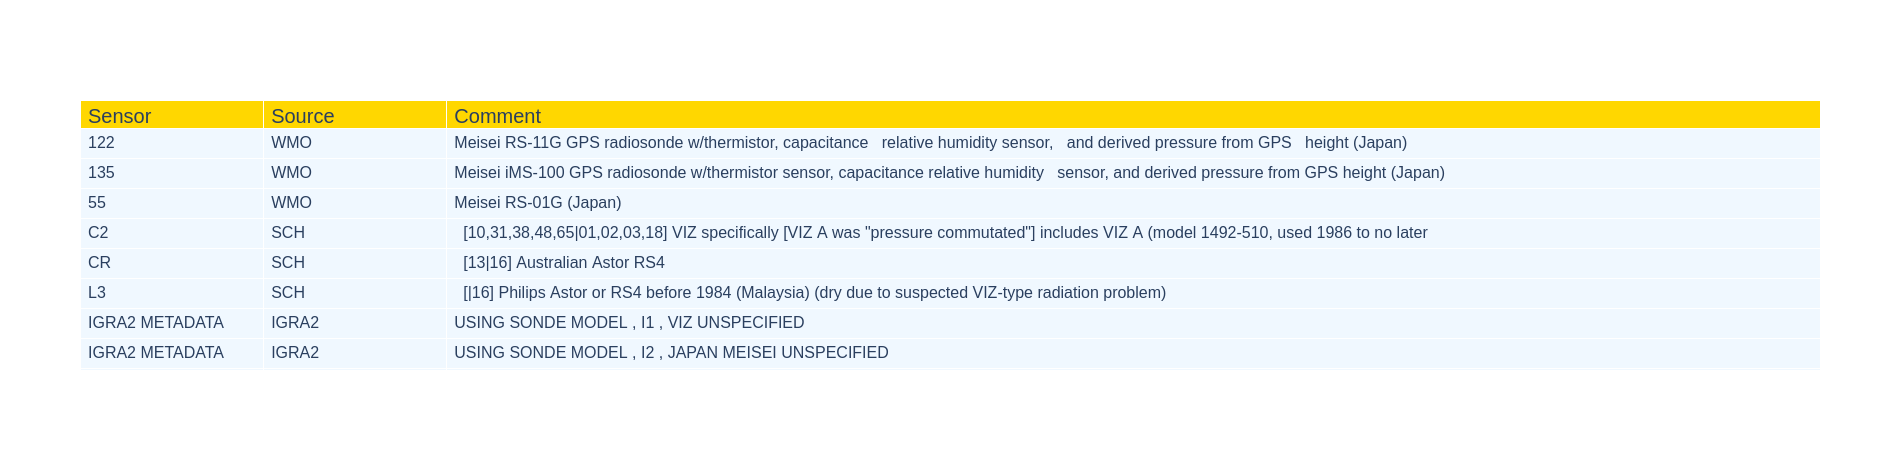 Sensor Source Comment
122 WMO Meisei RS-11G GPS radiosonde w/thermistor, capacitance   relative humidity sensor,   and derived pressure from GPS   height (Japan)
135 WMO Meisei iMS-100 GPS radiosonde w/thermistor sensor, capacitance relative humidity   sensor, and derived pressure from GPS height (Japan)
55 WMO Meisei RS-01G (Japan)
C2 SCH [10,31,38,48,65|01,02,03,18] VIZ specifically [VIZ A was "pressure commutated"] includes VIZ A (model 1492-510, used 1986 to no later
CR SCH [13|16] Australian Astor RS4
L3 SCH [|16] Philips Astor or RS4 before 1984 (Malaysia) (dry due to suspected VIZ-type radiation problem)
IGRA2 METADATA IGRA2 USING SONDE MODEL , I1 , VIZ UNSPECIFIED
IGRA2 METADATA IGRA2 USING SONDE MODEL , I2 , JAPAN MEISEI UNSPECIFIED